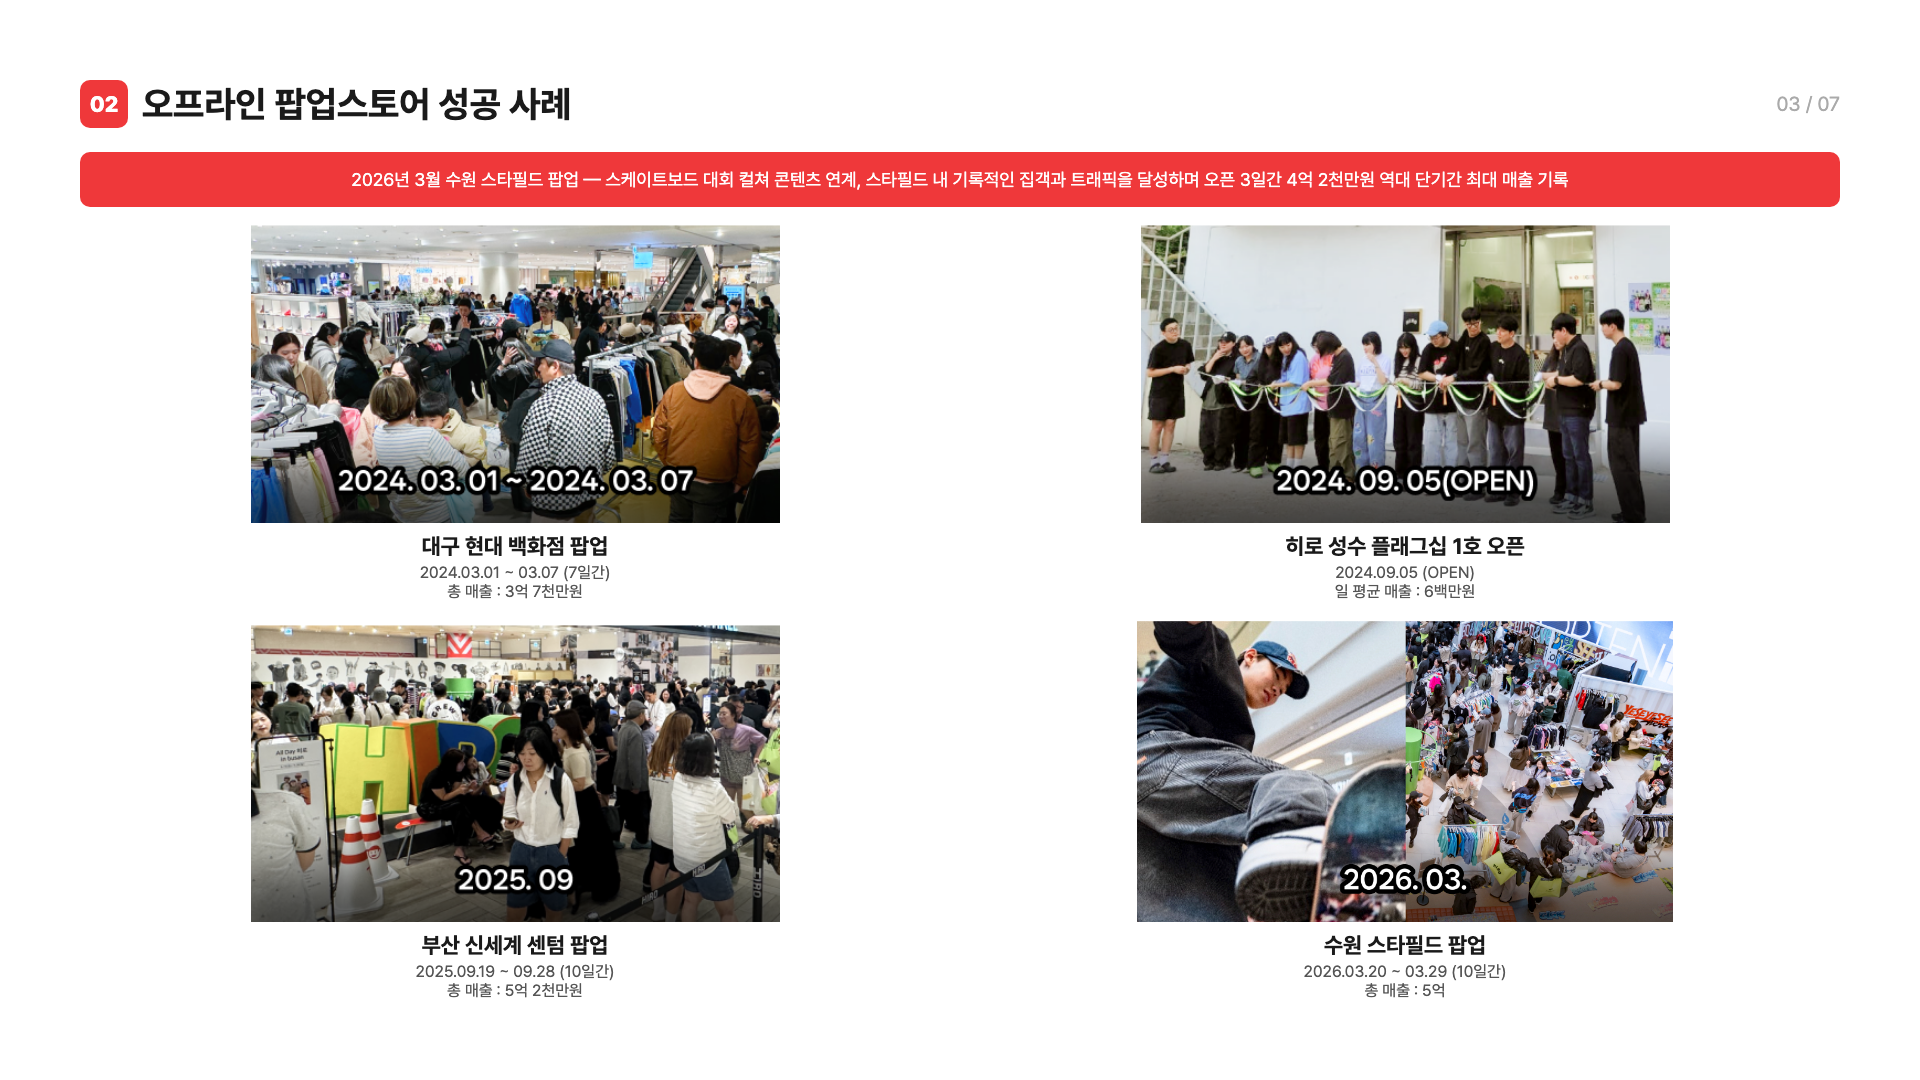 02 오프라인 팝업스토어 성공 사례
03 / 07
2026년 3월 수원 스타필드 팝업 — 스케이트보드 대회 컬쳐 콘텐츠 연계, 스타필드 내 기록적인 집객과 트래픽을 달성하며 오픈 3일간 4억 2천만원 역대 단기간 최대 매출 기록
2024. 03. 01 ~ 2024. 03. 07
대구 현대 백화점 팝업
2024.03.01 ~ 03.07 (7일간)
총 매출 : 3억 7천만원
2024. 09. 05(OPEN)
히로 성수 플래그십 1호 오픈
2024.09.05 (OPEN)
일 평균 매출 : 6백만원
CREW
All Day 히로
in busan
2025. 09
부산 신세계 센텀 팝업
2025.09.19 ~ 09.28 (10일간)
총 매출 : 5억 2천만원
2026. 03.
수원 스타필드 팝업
2026.03.20 ~ 03.29 (10일간)
총 매출 : 5억